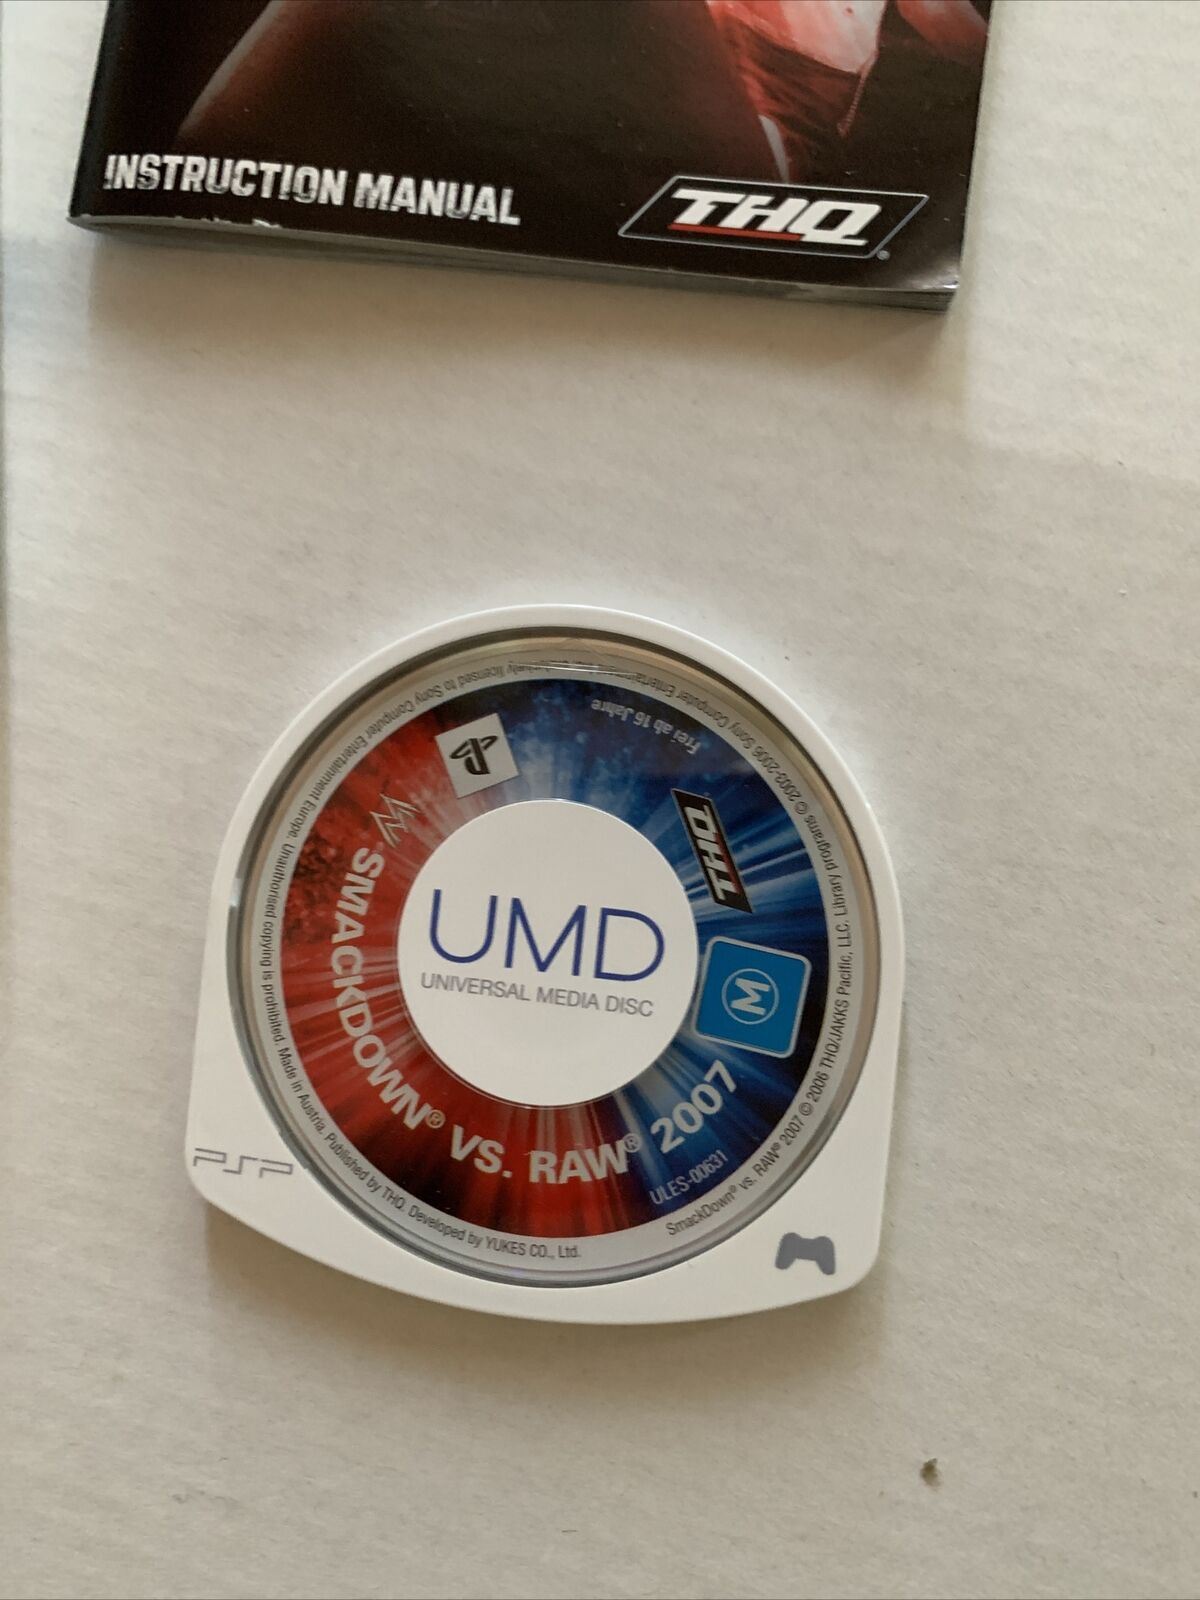 INSTRUCTION MANUAL
THQ
®
UMD
UNIVERSAL MEDIA DISC
W
SMACKDOWN® VS. RAW® 2007
ULES-00631
THQ
M
Frei ab 16 Jahre
PSP
SmackDown® vs. RAW® 2007 © 2006 THQ/JAKKS Pacific, LLC. Library programs © 2003-2006 Sony Computer Entertainment Inc. exclusively licensed to Sony Computer Entertainment Europe. Unauthorised copying is prohibited. Made in Austria. Published by THQ. Developed by YUKES CO., Ltd.